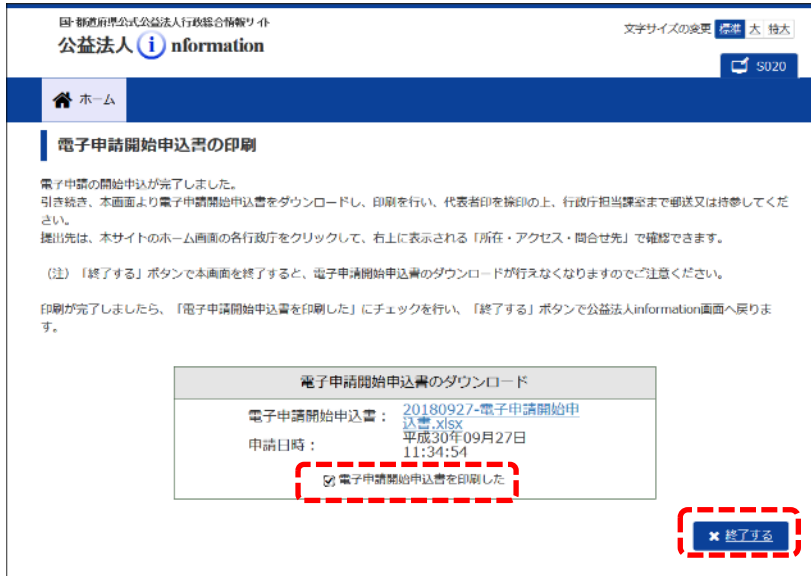 国・都道府県公式公益法人行政総合情報サイト
公益法人 information
文字サイズの変更 標準 大 特大
S020
ホーム
電子申請開始申込書の印刷
電子申請の開始申込が完了しました。
引き続き、本画面より電子申請開始申込書をダウンロードし、印刷を行い、代表者印を捺印の上、行政庁担当課室まで郵送又は持参してくだ
さい。
提出先は、本サイトのホーム画面の各行政庁をクリックして、右上に表示される「所在・アクセス・問合せ先」で確認できます。
（注）「終了する」ボタンで本画面を終了すると、電子申請開始申込書のダウンロードが行えなくなりますのでご注意ください。
印刷が完了しましたら、「電子申請開始申込書を印刷した」にチェックを行い、「終了する」ボタンで公益法人information画面へ戻りま
す。
電子申請開始申込書のダウンロード
電子申請開始申込書： 20180927-電子申請開始申
込書.xlsx
申請日時： 平成30年09月27日
11:34:54
電子申請開始申込書を印刷した
終了する